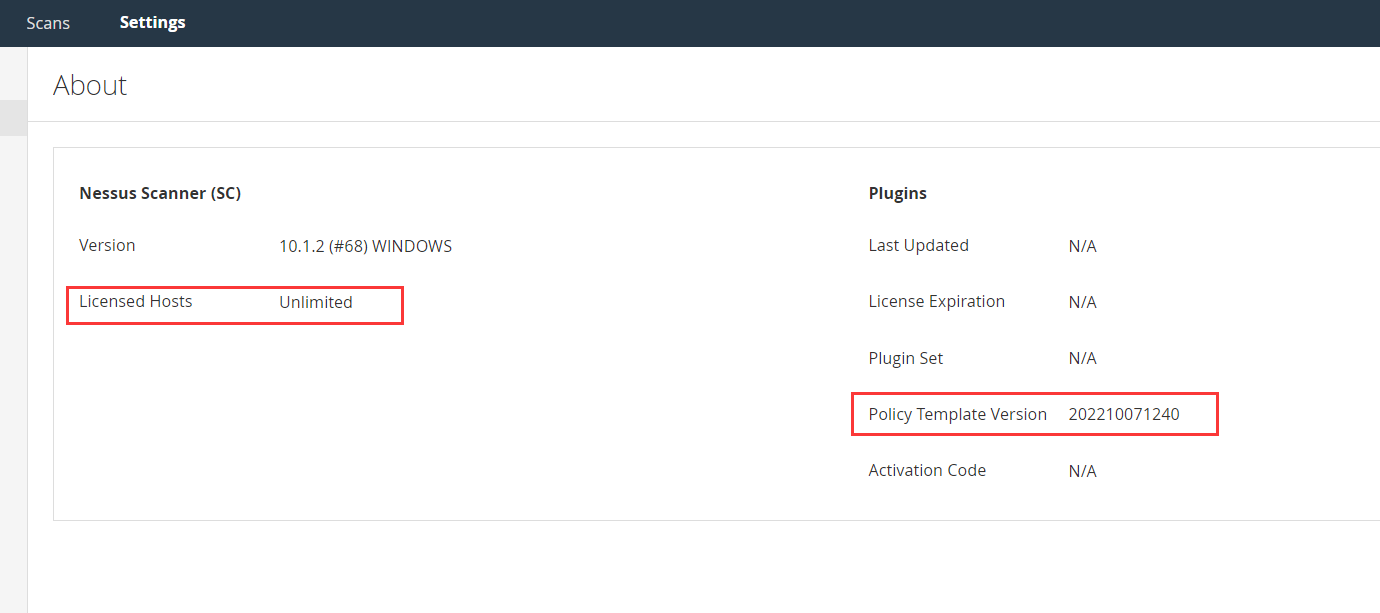 Scans Settings
About
Nessus Scanner (SC)
Version 10.1.2 (#68) WINDOWS
Licensed Hosts Unlimited
Plugins
Last Updated N/A
License Expiration N/A
Plugin Set N/A
Policy Template Version 202210071240
Activation Code N/A